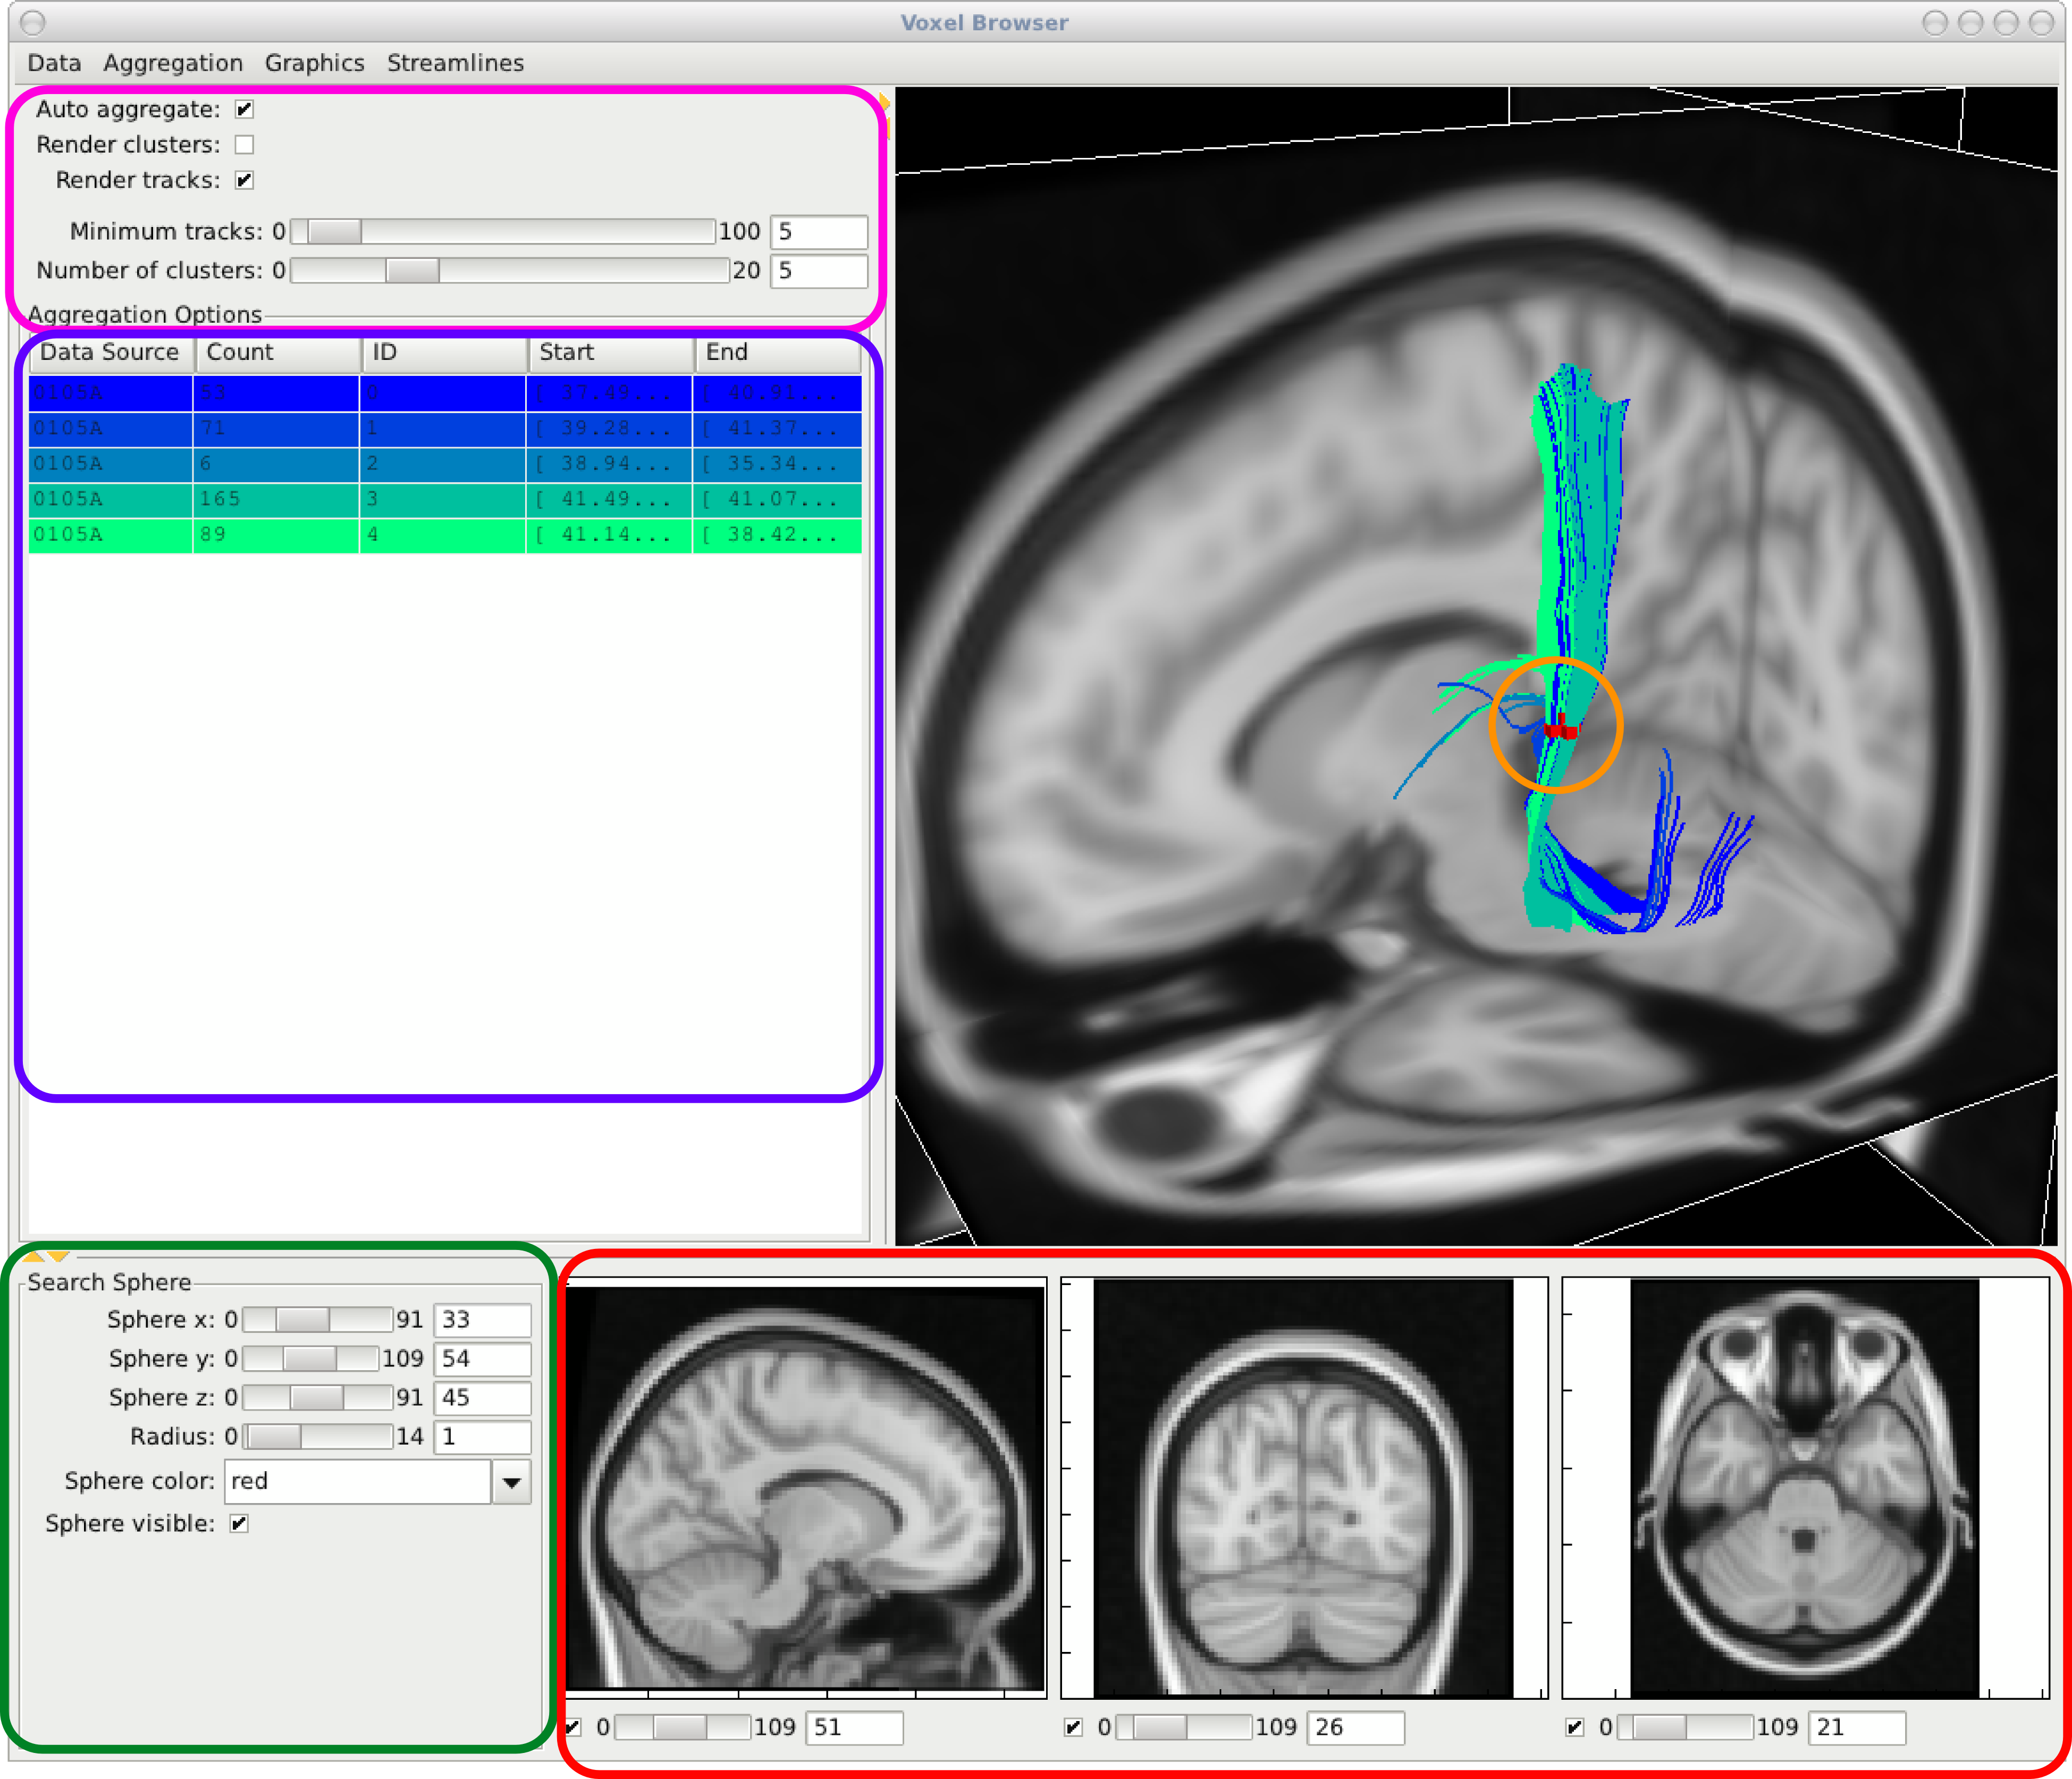 Voxel Browser
Data Aggregation Graphics Streamlines
Auto aggregate:
Render clusters:
Render tracks:
Minimum tracks: 0 100 5
Number of clusters: 0 20 5
Aggregation Options
Data Source Count ID Start End
0105A 53 0 [ 37.49... [ 40.91...
0105A 71 1 [ 39.28... [ 41.37...
0105A 6 2 [ 38.94... [ 35.34...
0105A 165 3 [ 41.49... [ 41.07...
0105A 89 4 [ 41.14... [ 38.42...
Search Sphere
Sphere x: 0 91 33
Sphere y: 0 109 54
Sphere z: 0 91 45
Radius: 0 14 1
Sphere color: red
Sphere visible:
0 109 51 0 109 26 0 109 21